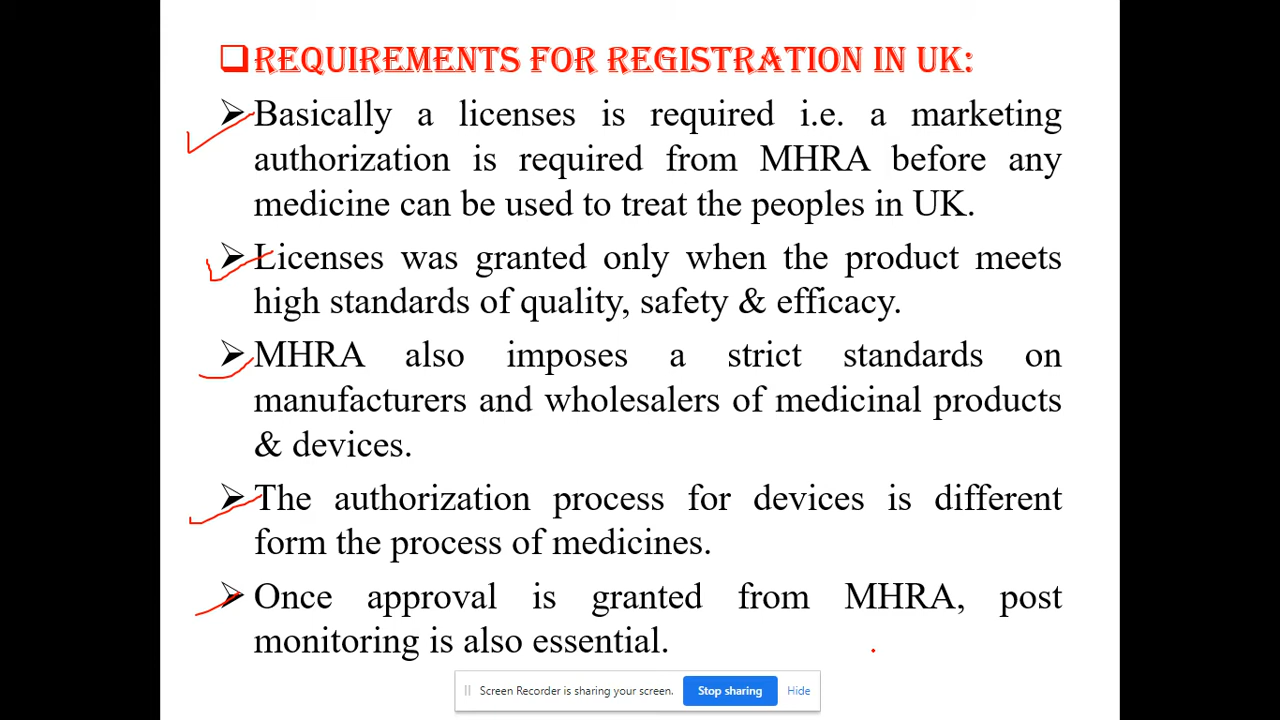 REQUIREMENTS FOR REGISTRATION IN UK:
Basically a licenses is required i.e. a marketing
authorization is required from MHRA before any
medicine can be used to treat the peoples in UK.
Licenses was granted only when the product meets
high standards of quality, safety & efficacy.
MHRA also imposes a strict standards on
manufacturers and wholesalers of medicinal products
& devices.
The authorization process for devices is different
form the process of medicines.
Once approval is granted from MHRA, post
monitoring is also essential.
Screen Recorder is sharing your screen. Stop sharing Hide